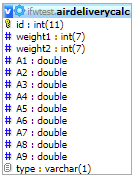 ifwtest.airdeliverycalc
id : int(11)
weight1 : int(7)
weight2 : int(7)
A1 : double
A2 : double
A3 : double
A4 : double
A5 : double
A6 : double
A7 : double
A8 : double
A9 : double
type : varchar(1)